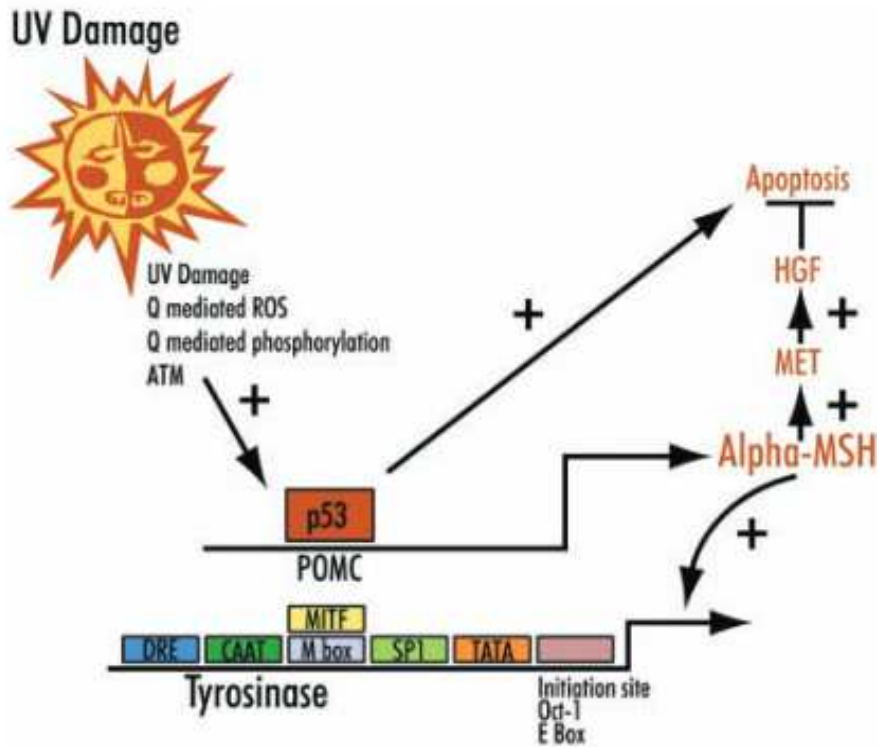 UV Damage
UV Damage
Q mediated ROS
Q mediated phosphorylation
ATM
+
+
Apoptosis
HGF
+
MET
+
Alpha-MSH
+
p53
POMC
MITF
DRE CAAT M box SP1 TATA
Tyrosinase
Initiation site
Oct-1
E Box